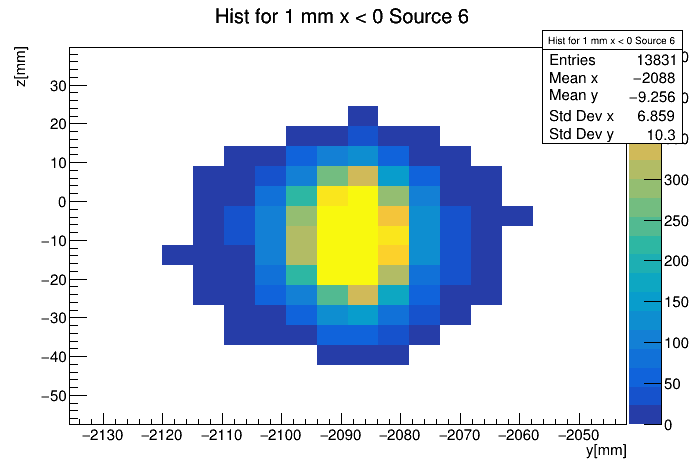 Hist for 1 mm x < 0 Source 6
z[mm]
Hist for 1 mm x < 0 Source 6
Entries 13831
Mean x −2088
Mean y −9.256
Std Dev x 6.859
Std Dev y 10.3
30
20
10
0
−10
−20
−30
−40
−50
−2130 −2120 −2110 −2100 −2090 −2080 −2070 −2060 −2050
y[mm]
300
250
200
150
100
50
0